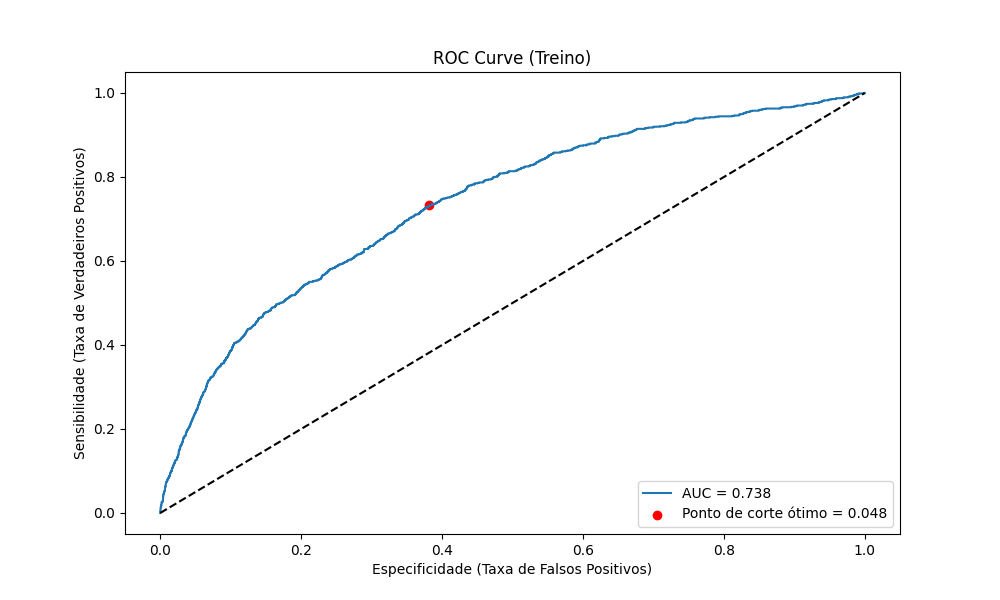 ROC Curve (Treino)
Sensibilidade (Taxa de Verdadeiros Positivos)
1.0
0.8
0.6
0.4
0.2
0.0
AUC = 0.738
Ponto de corte ótimo = 0.048
0.0 0.2 0.4 0.6 0.8 1.0
Especificidade (Taxa de Falsos Positivos)